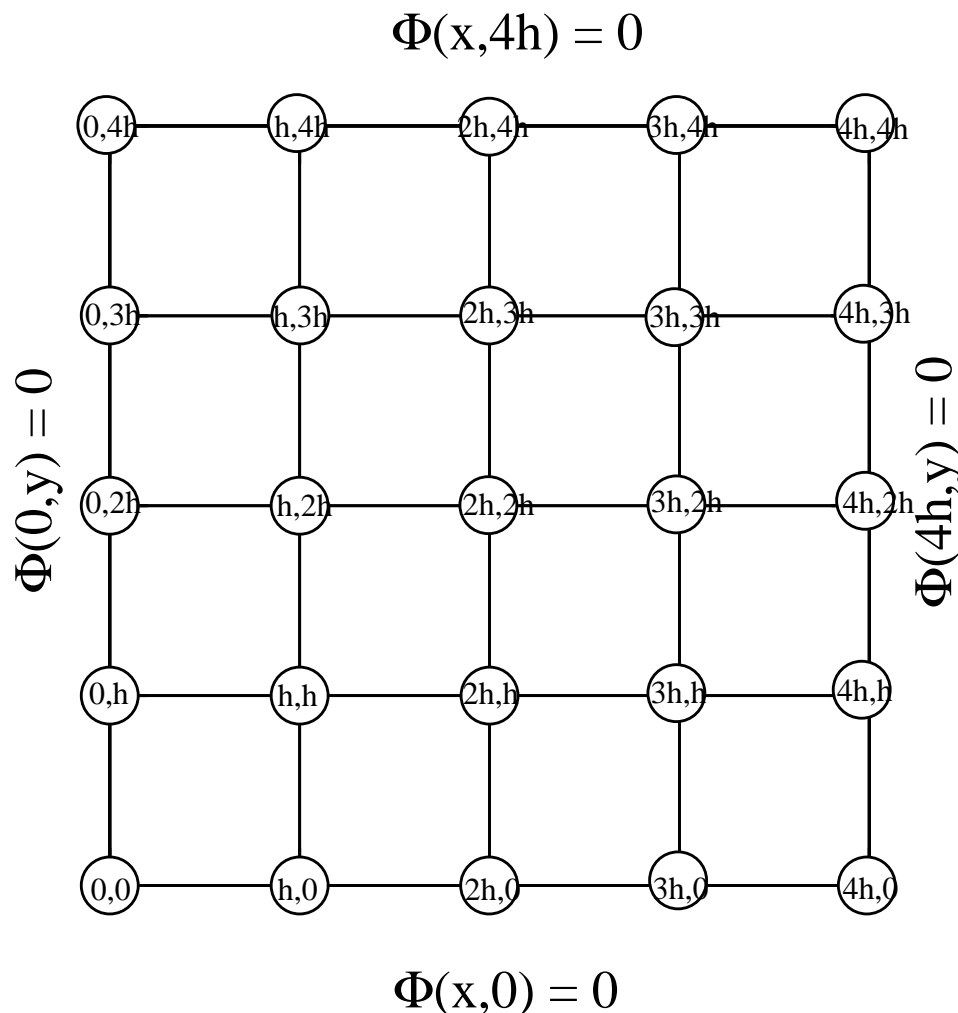 Φ(x,4h) = 0
0,4h h,4h 2h,4h 3h,4h 4h,4h
0,3h h,3h 2h,3h 3h,3h 4h,3h
Φ(0,y) = 0
Φ(4h,y) = 0
0,2h h,2h 2h,2h 3h,2h 4h,2h
0,h h,h 2h,h 3h,h 4h,h
0,0 h,0 2h,0 3h,0 4h,0
Φ(x,0) = 0